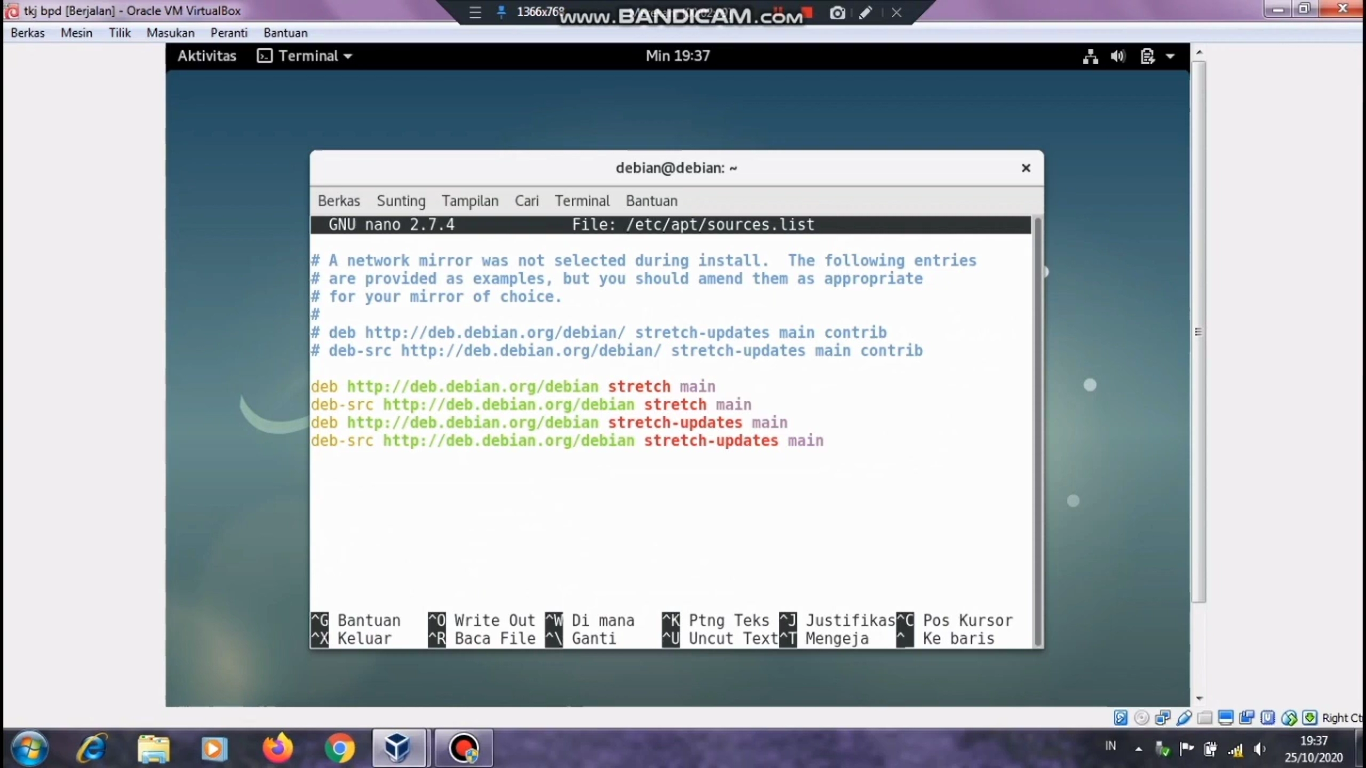 tkj bpd [Berjalan] - Oracle VM VirtualBox
1366x768
www.BANDICAM.com
Berkas Mesin Tilik Masukan Peranti Bantuan
Aktivitas Terminal Min 19:37
debian@debian: ~
Berkas Sunting Tampilan Cari Terminal Bantuan
GNU nano 2.7.4 File: /etc/apt/sources.list
# A network mirror was not selected during install. The following entries
# are provided as examples, but you should amend them as appropriate
# for your mirror of choice.
#
# deb http://deb.debian.org/debian/ stretch-updates main contrib
# deb-src http://deb.debian.org/debian/ stretch-updates main contrib
deb http://deb.debian.org/debian stretch main
deb-src http://deb.debian.org/debian stretch main
deb http://deb.debian.org/debian stretch-updates main
deb-src http://deb.debian.org/debian stretch-updates main
^G Bantuan ^O Write Out ^W Di mana ^K Ptng Teks ^J Justifikas ^C Pos Kursor
^X Keluar ^R Baca File ^\ Ganti ^U Uncut Text ^T Mengeja ^_ Ke baris
Right Ct
IN 19:37
25/10/2020